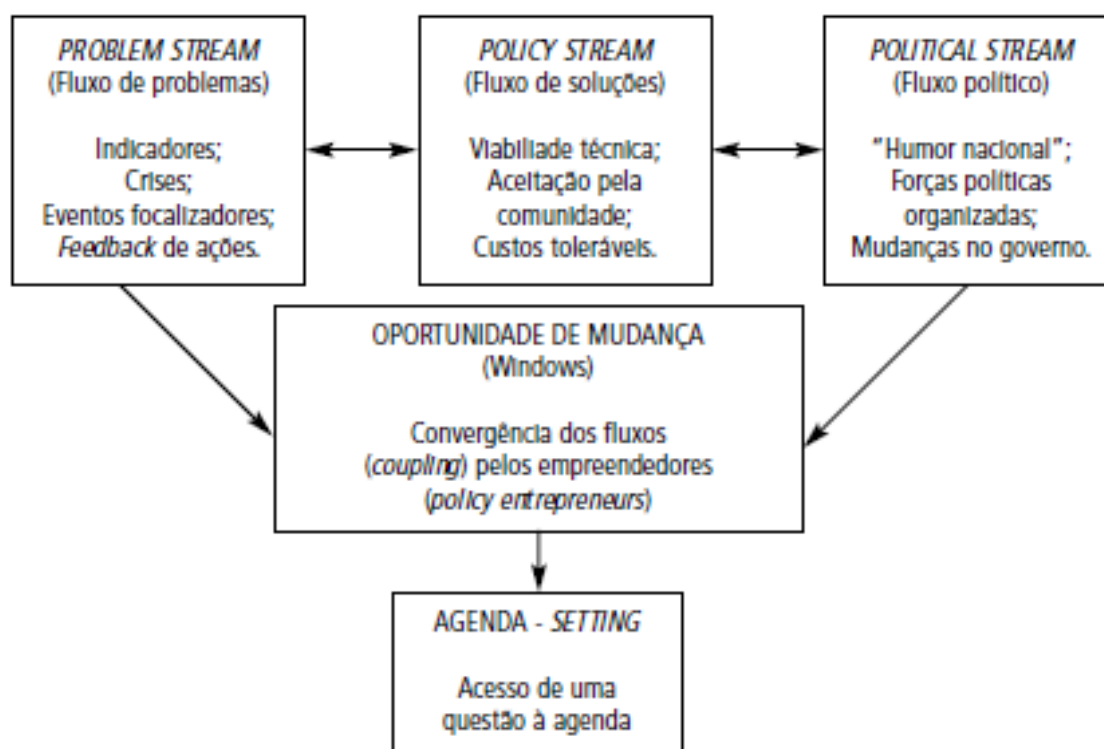 PROBLEM STREAM
(Fluxo de problemas)
Indicadores;
Crises;
Eventos focalizadores;
Feedback de ações.
POLICY STREAM
(Fluxo de soluções)
Viabiliade técnica;
Aceitação pela
comunidade;
Custos toleráveis.
POLITICAL STREAM
(Fluxo político)
"Humor nacional";
Forças políticas
organizadas;
Mudanças no governo.
OPORTUNIDADE DE MUDANÇA
(Windows)
Convergência dos fluxos
(coupling) pelos empreendedores
(policy entrepreneurs)
AGENDA - SETTING
Acesso de uma
questão à agenda